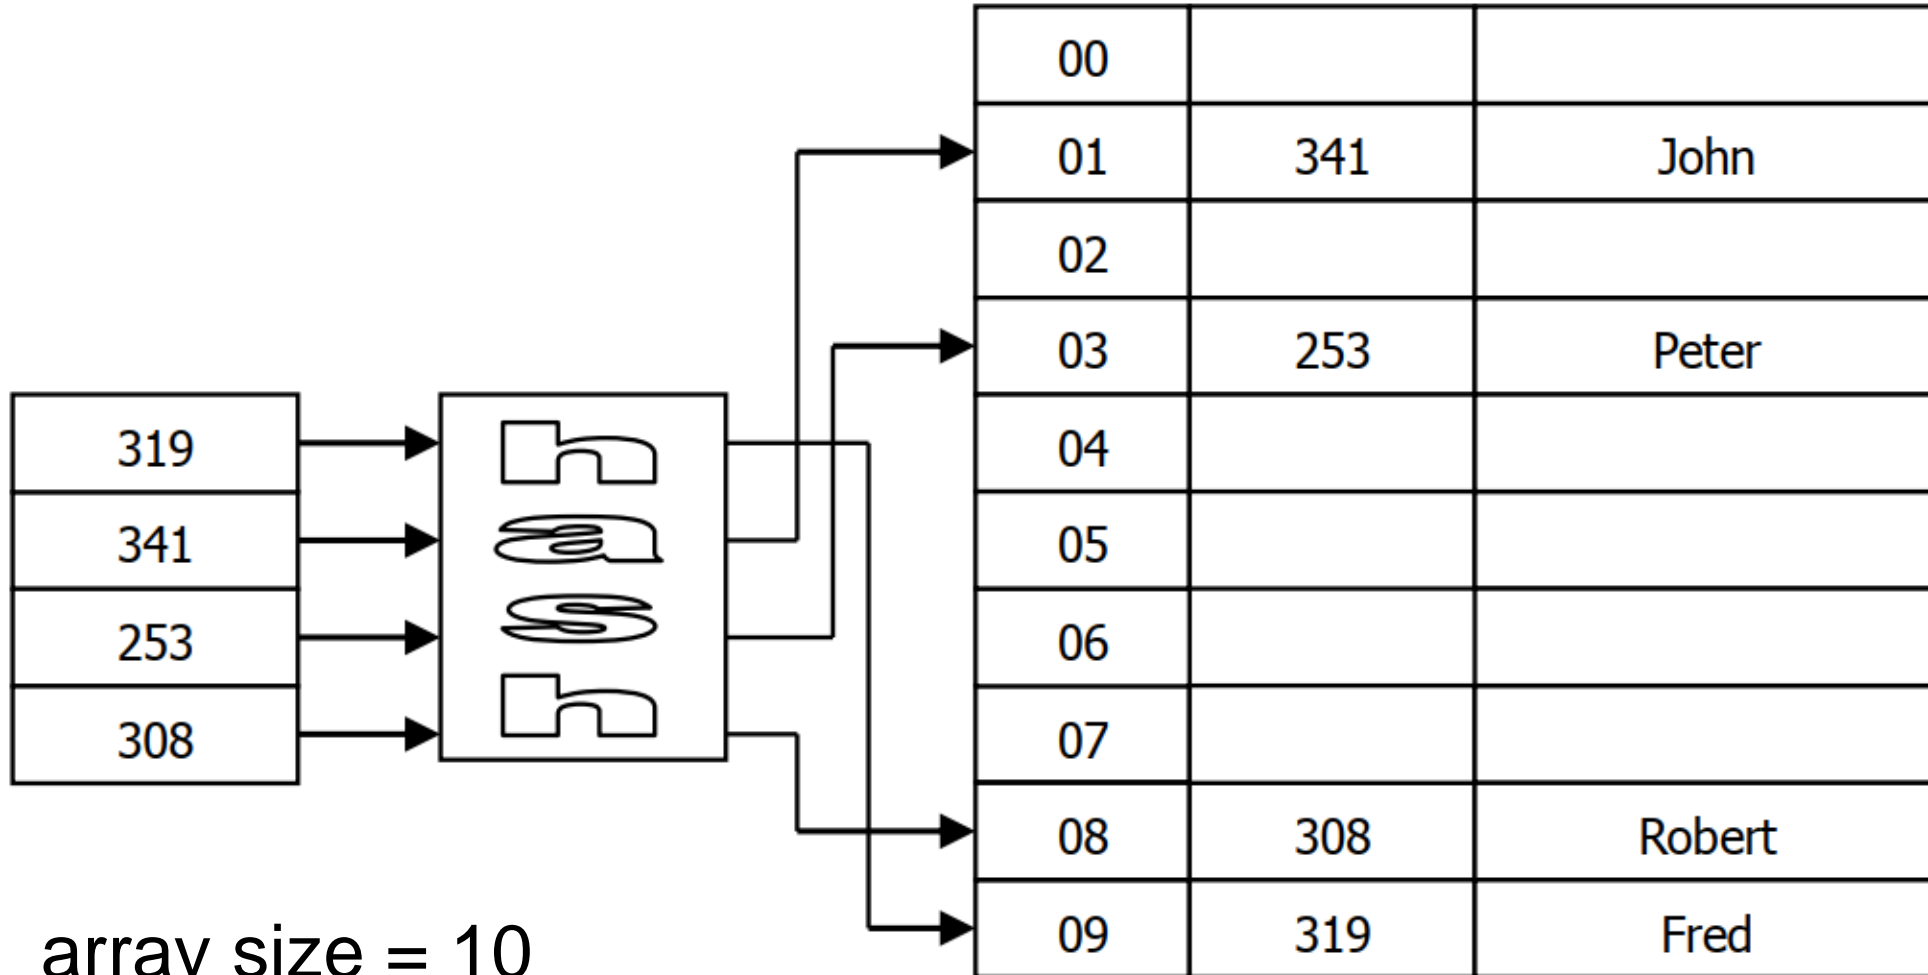 319
341
253
308
hash
array size = 10
00
01 341 John
02
03 253 Peter
04
05
06
07
08 308 Robert
09 319 Fred